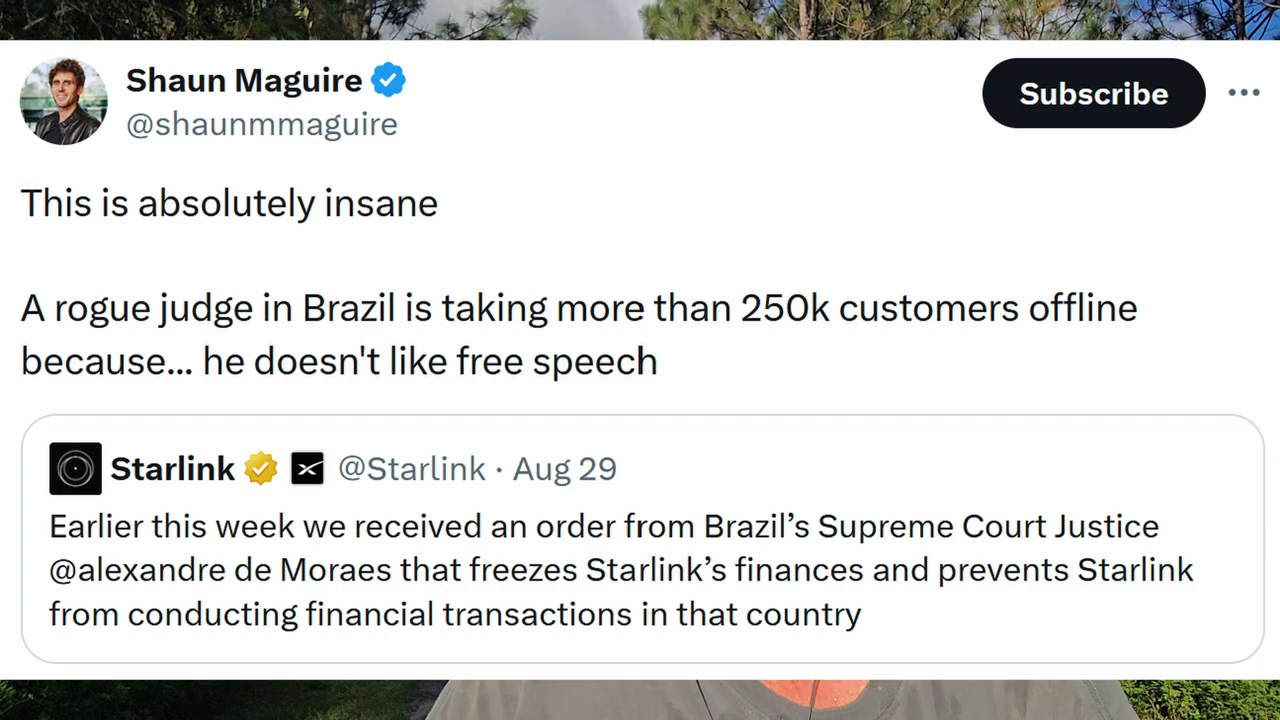 Shaun Maguire
@shaunmmaguire
Subscribe
This is absolutely insane
A rogue judge in Brazil is taking more than 250k customers offline
because... he doesn't like free speech
Starlink @Starlink · Aug 29
Earlier this week we received an order from Brazil’s Supreme Court Justice
@alexandre de Moraes that freezes Starlink’s finances and prevents Starlink
from conducting financial transactions in that country